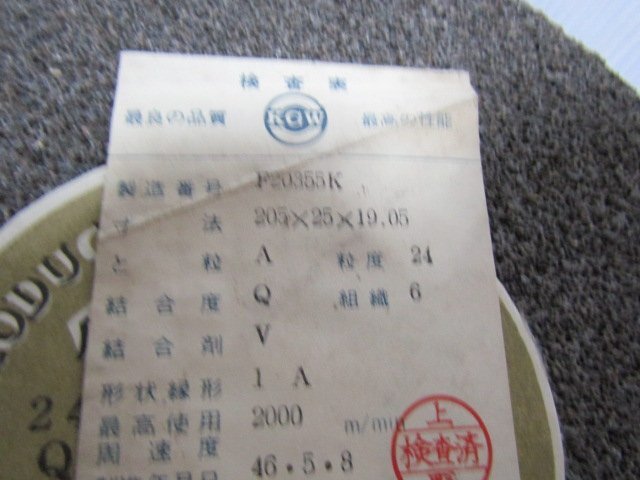 検査表
最良の品質 KGW 最高の性能
製造番号 F20355K
寸法 205×25×19.05
と粒 A 粒度 24
結合度 Q 組織 6
結合剤 V
形状縁形 1 A
最高使用周速度 2000 m/min
46.5.8
上
検査済
ODUC
24
Q